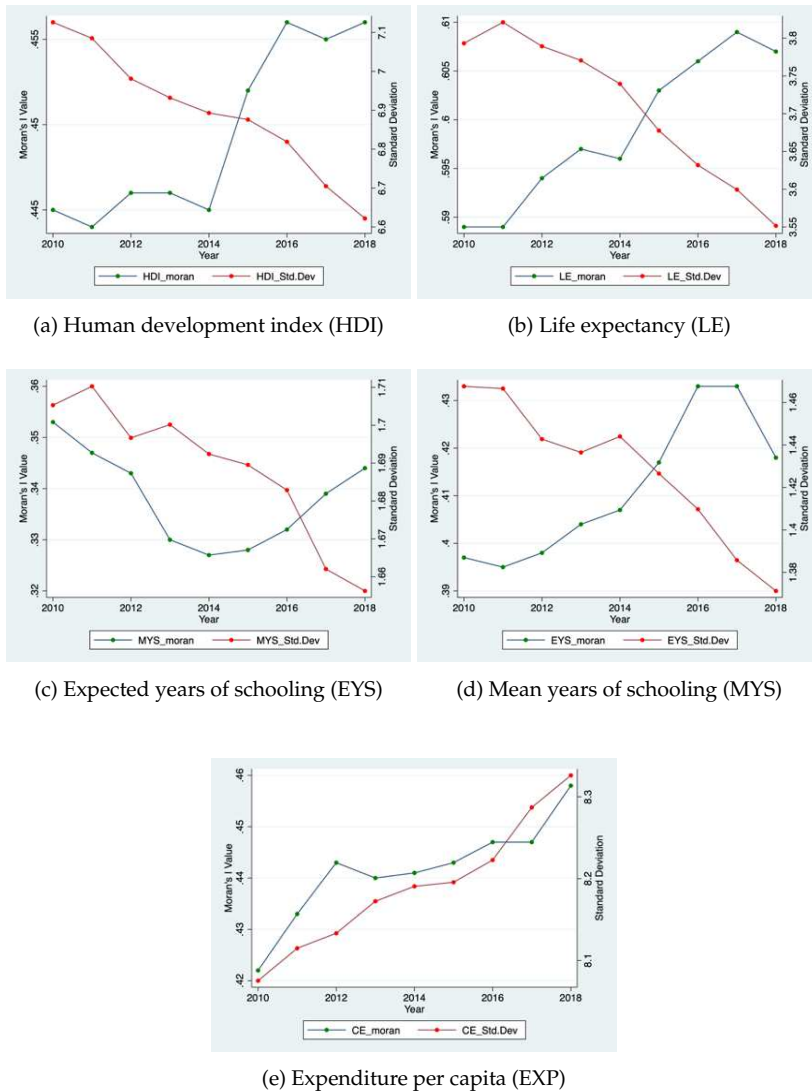 .455
.45
.445
Moran's I Value
7.1
7
6.9
6.8
6.7
6.6
Standard Deviation
2010 2012 2014 2016 2018
Year
HDI_moran HDI_Std.Dev
(a) Human development index (HDI)
.61
.605
.6
.595
.59
Moran's I Value
3.8
3.75
3.7
3.65
3.6
3.55
Standard Deviation
2010 2012 2014 2016 2018
Year
LE_moran LE_Std.Dev
(b) Life expectancy (LE)
.36
.35
.34
.33
.32
Moran's I Value
1.71
1.7
1.69
1.68
1.67
1.66
Standard Deviation
2010 2012 2014 2016 2018
Year
MYS_moran MYS_Std.Dev
(c) Expected years of schooling (EYS)
.43
.42
.41
.4
.39
Moran's I Value
1.46
1.44
1.42
1.4
1.38
Standard Deviation
2010 2012 2014 2016 2018
Year
EYS_moran EYS_Std.Dev
(d) Mean years of schooling (MYS)
.46
.45
.44
.43
.42
Moran's I Value
8.3
8.2
8.1
Standard Deviation
2010 2012 2014 2016 2018
Year
CE_moran CE_Std.Dev
(e) Expenditure per capita (EXP)